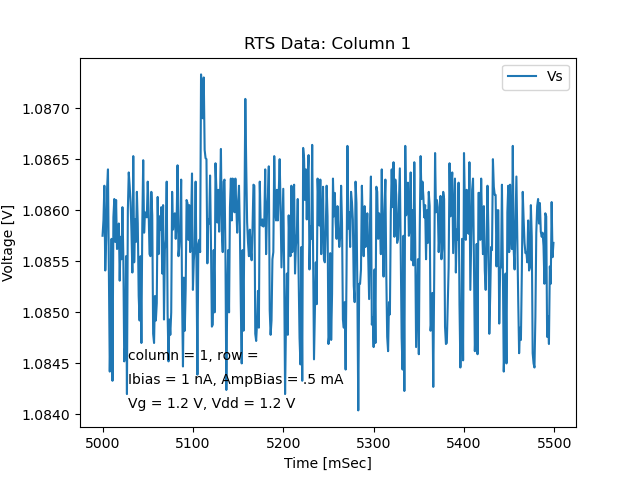 RTS Data: Column 1
Vs
Voltage [V]
1.0870
1.0865
1.0860
1.0855
1.0850
1.0845
1.0840
column = 1, row =
Ibias = 1 nA, AmpBias = .5 mA
Vg = 1.2 V, Vdd = 1.2 V
5000 5100 5200 5300 5400 5500
Time [mSec]